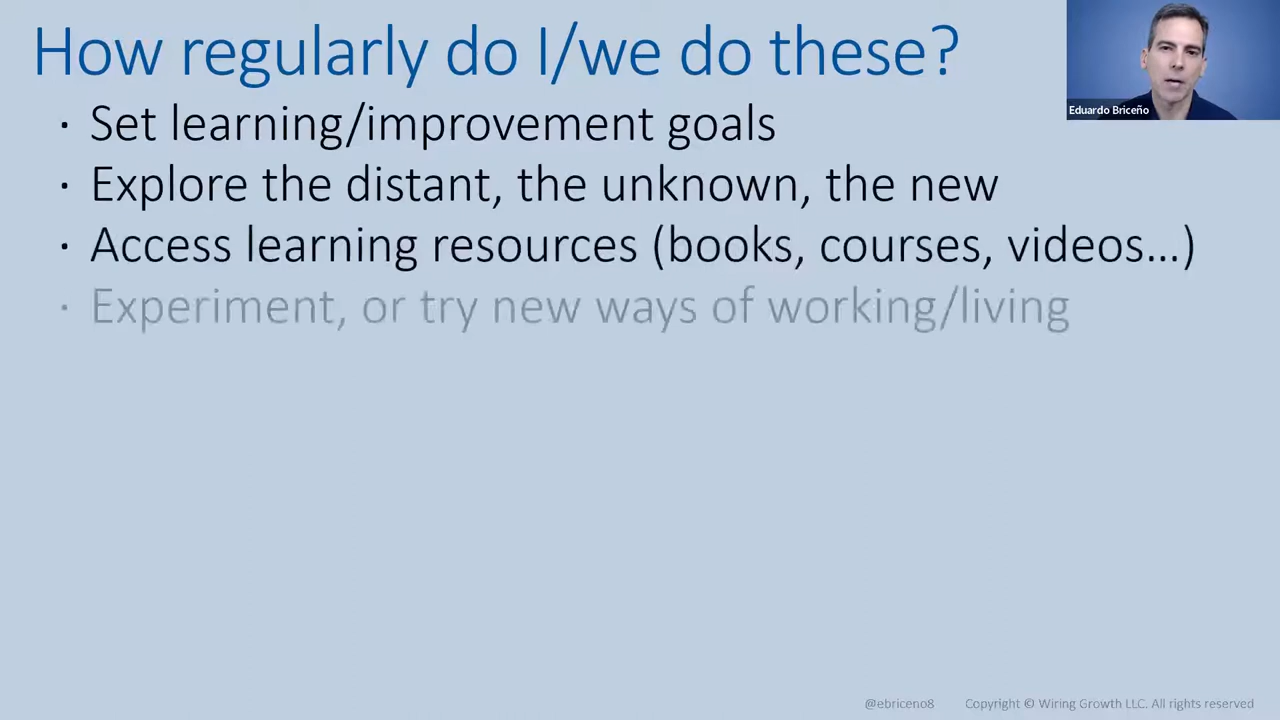 How regularly do I/we do these?
Eduardo Briceño
· Set learning/improvement goals
· Explore the distant, the unknown, the new
· Access learning resources (books, courses, videos...)
· Experiment, or try new ways of working/living
@ebriceno8 Copyright © Wiring Growth LLC. All rights reserved